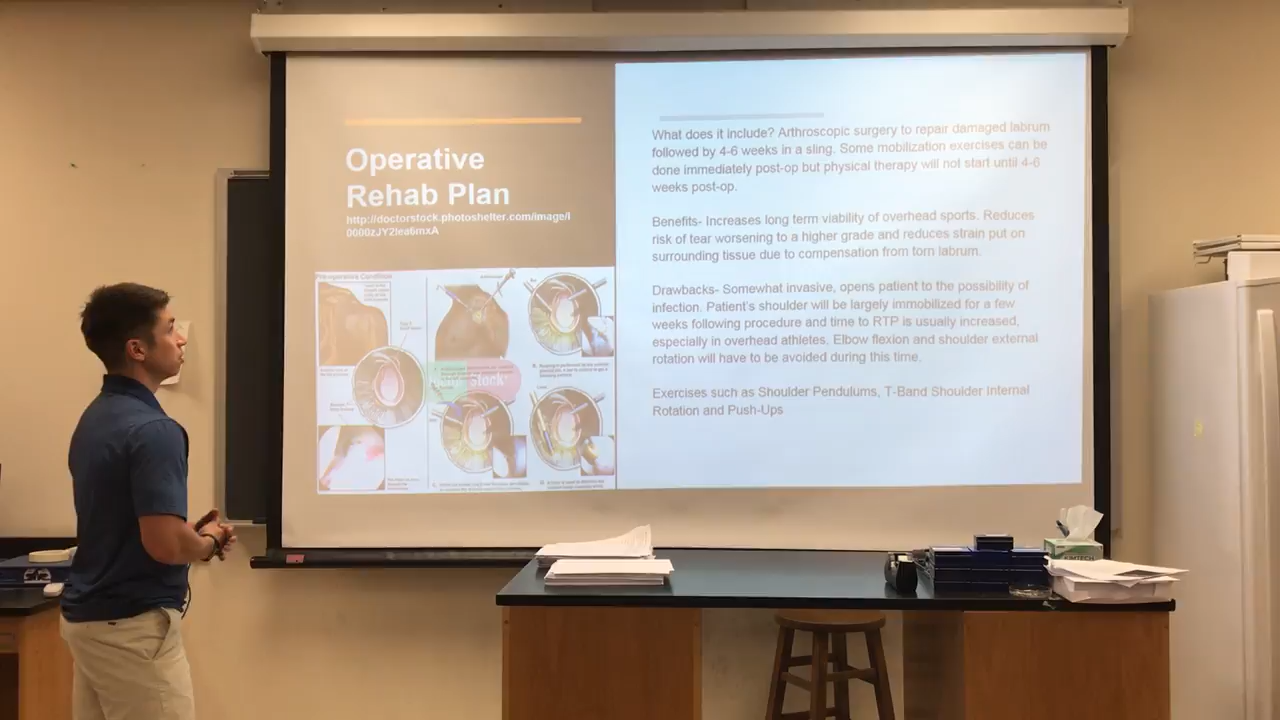 Operative
Rehab Plan
http://doctorstock.photoshelter.com/image/I
0000zJY2Iea6mxA
Pre-operative Condition
What does it include? Arthroscopic surgery to repair damaged labrum
followed by 4-6 weeks in a sling. Some mobilization exercises can be
done immediately post-op but physical therapy will not start until 4-6
weeks post-op.
Benefits- Increases long term viability of overhead sports. Reduces
risk of tear worsening to a higher grade and reduces strain put on
surrounding tissue due to compensation from torn labrum.
Drawbacks- Somewhat invasive, opens patient to the possibility of
infection. Patient's shoulder will be largely immobilized for a few
weeks following procedure and time to RTP is usually increased,
especially in overhead athletes. Elbow flexion and shoulder external
rotation will have to be avoided during this time.
Exercises such as Shoulder Pendulums, T-Band Shoulder Internal
Rotation and Push-Ups
KIMTECH